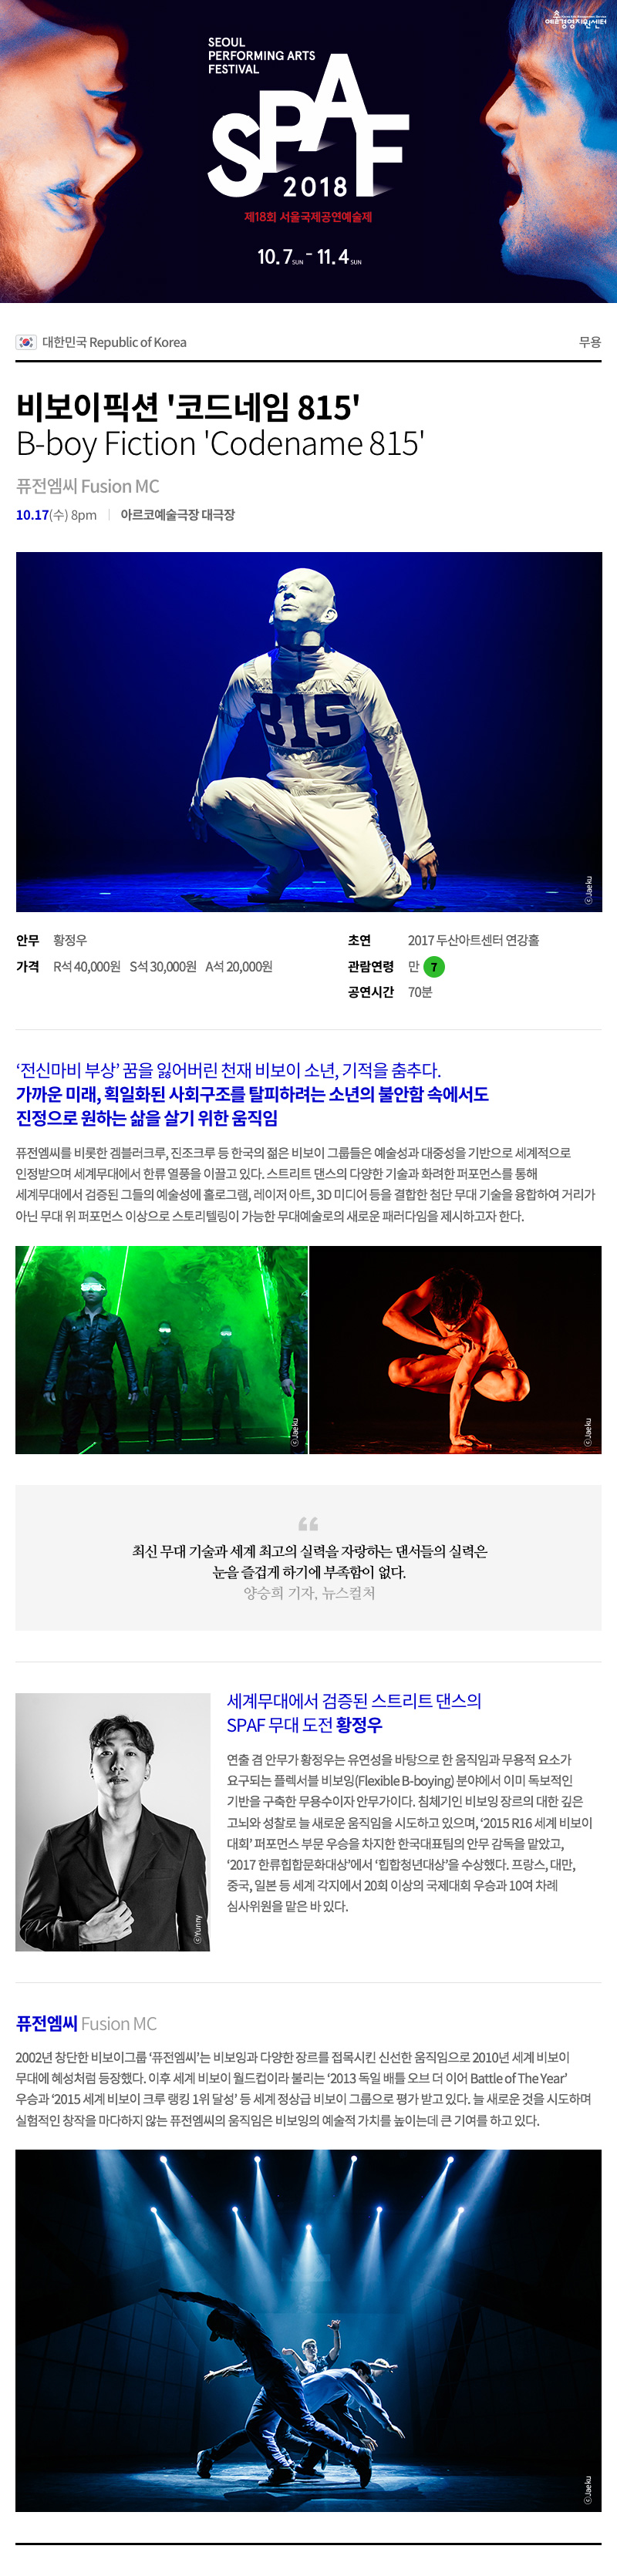 예술경영지원센터
SEOUL
PERFORMING ARTS
FESTIVAL
SPAF
2018
제18회 서울국제공연예술제
10.7 SUN - 11.4 SUN
대한민국 Republic of Korea 무용
비보이픽션 '코드네임 815'
B-boy Fiction 'Codename 815'
퓨전엠씨 Fusion MC
10.17(수) 8pm | 아르코예술극장 대극장
815
ⓒJaeku
안무 황정우 초연 2017 두산아트센터 연강홀
가격 R석 40,000원 S석 30,000원 A석 20,000원 관람연령 만 7
공연시간 70분
‘전신마비 부상’ 꿈을 잃어버린 천재 비보이 소년, 기적을 춤추다.
가까운 미래, 획일화된 사회구조를 탈피하려는 소년의 불안함 속에서도
진정으로 원하는 삶을 살기 위한 움직임
퓨전엠씨를 비롯한 겜블러크루, 진조크루 등 한국의 젊은 비보이 그룹들은 예술성과 대중성을 기반으로 세계적으로
인정받으며 세계무대에서 한류 열풍을 이끌고 있다. 스트리트 댄스의 다양한 기술과 화려한 퍼포먼스를 통해
세계무대에서 검증된 그들의 예술성에 홀로그램, 레이저 아트, 3D 미디어 등을 결합한 첨단 무대 기술을 융합하여 거리가
아닌 무대 위 퍼포먼스 이상으로 스토리텔링이 가능한 무대예술로의 새로운 패러다임을 제시하고자 한다.
ⓒJaeku
ⓒJaeku
“
최신 무대 기술과 세계 최고의 실력을 자랑하는 댄서들의 실력은
눈을 즐겁게 하기에 부족함이 없다.
양승희 기자, 뉴스컬처
세계무대에서 검증된 스트리트 댄스의
SPAF 무대 도전 황정우
연출 겸 안무가 황정우는 유연성을 바탕으로 한 움직임과 무용적 요소가
요구되는 플렉서블 비보잉(Flexible B-boying) 분야에서 이미 독보적인
기반을 구축한 무용수이자 안무가이다. 침체기인 비보잉 장르의 대한 깊은
고뇌와 성찰로 늘 새로운 움직임을 시도하고 있으며, ‘2015 R16 세계 비보이
대회’ 퍼포먼스 부문 우승을 차지한 한국대표팀의 안무 감독을 맡았고,
‘2017 한류힙합문화대상’에서 ‘힙합청년대상’을 수상했다. 프랑스, 대만,
중국, 일본 등 세계 각지에서 20회 이상의 국제대회 우승과 10여 차례
심사위원을 맡은 바 있다.
ⓒYunny
퓨전엠씨 Fusion MC
2002년 창단한 비보이그룹 ‘퓨전엠씨’는 비보잉과 다양한 장르를 접목시킨 신선한 움직임으로 2010년 세계 비보이
무대에 혜성처럼 등장했다. 이후 세계 비보이 월드컵이라 불리는 ‘2013 독일 배틀 오브 더 이어 Battle of The Year’
우승과 ‘2015 세계 비보이 크루 랭킹 1위 달성’ 등 세계 정상급 비보이 그룹으로 평가 받고 있다. 늘 새로운 것을 시도하며
실험적인 창작을 마다하지 않는 퓨전엠씨의 움직임은 비보잉의 예술적 가치를 높이는데 큰 기여를 하고 있다.
ⓒJaeku